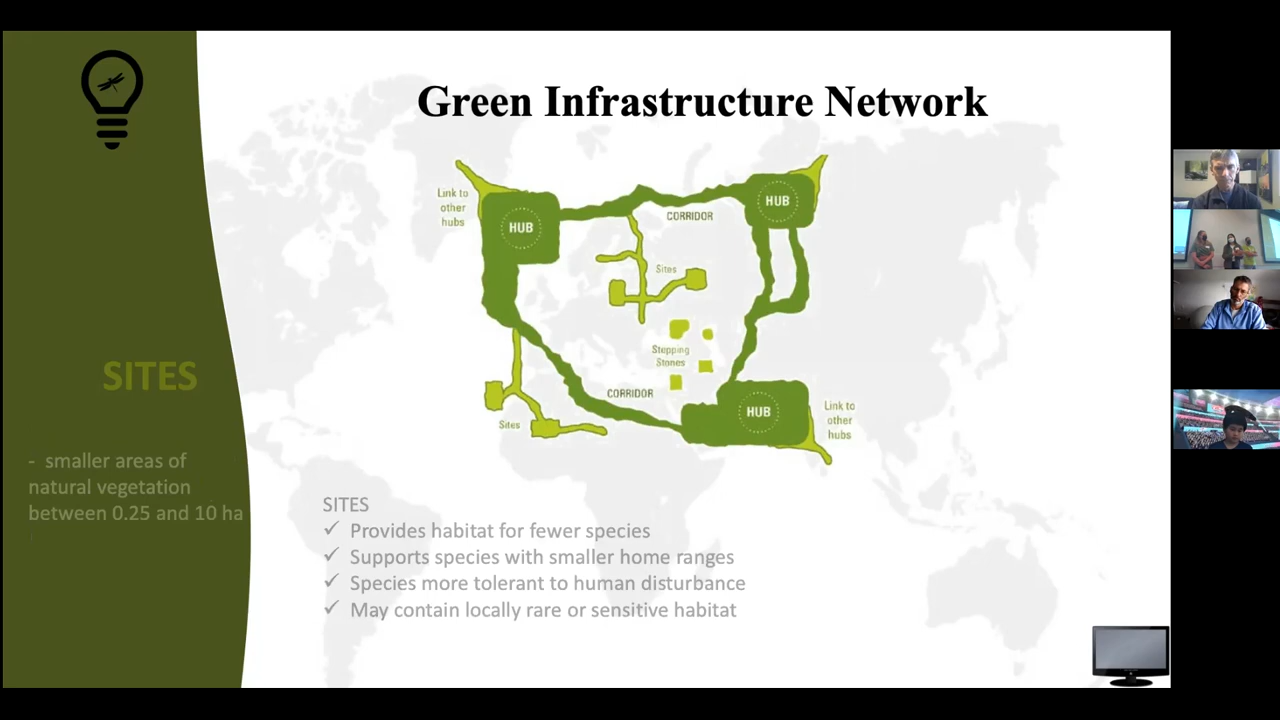 Green Infrastructure Network
Link to
other
hubs
HUB
CORRIDOR
HUB
Sites
Stepping
Stones
CORRIDOR
HUB
Link to
other
hubs
Sites
SITES
- smaller areas of
natural vegetation
between 0.25 and 10 ha
SITES
✓ Provides habitat for fewer species
✓ Supports species with smaller home ranges
✓ Species more tolerant to human disturbance
✓ May contain locally rare or sensitive habitat